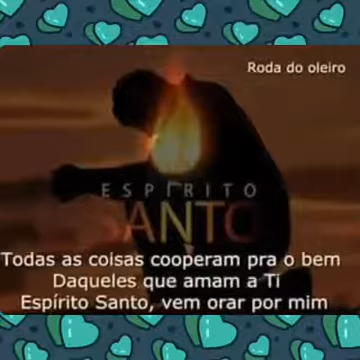 Roda do oleiro
ESPÍRITO
SANTO
Todas as coisas cooperam pra o bem
Daqueles que amam a Ti
Espírito Santo, vem orar por mim